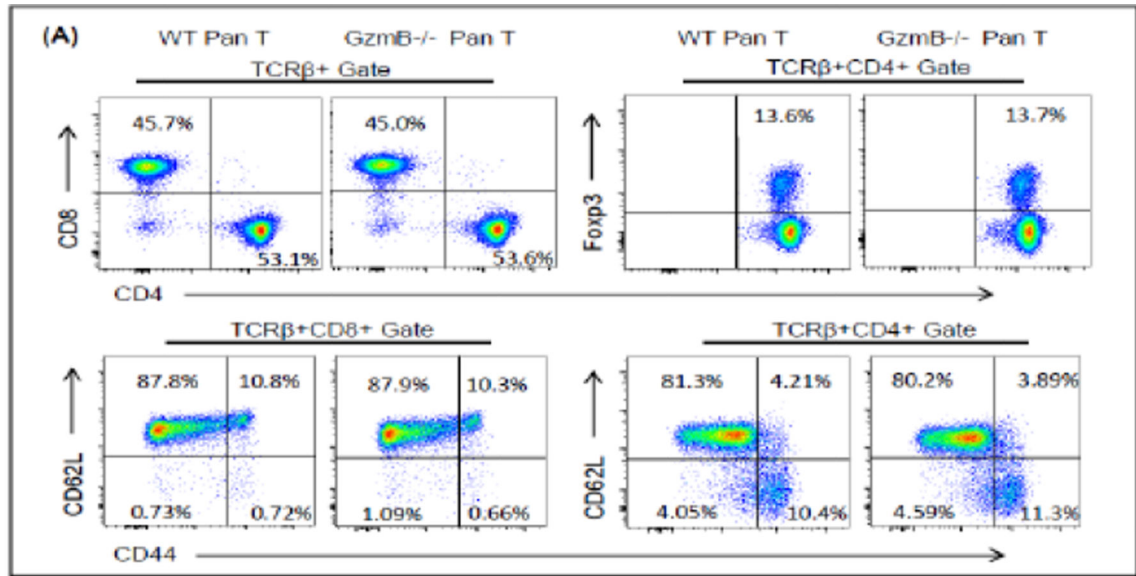 (A)
WT Pan T GzmB-/- Pan T WT Pan T GzmB-/- Pan T
TCRβ+ Gate TCRβ+CD4+ Gate
45.7% 45.0% 13.6% 13.7%
CD8 Foxp3
53.1% 53.6%
CD4
TCRβ+CD8+ Gate TCRβ+CD4+ Gate
87.8% 10.8% 87.9% 10.3% 81.3% 4.21% 80.2% 3.89%
CD62L CD62L
0.73% 0.72% 1.09% 0.66% 4.05% 10.4% 4.59% 11.3%
CD44